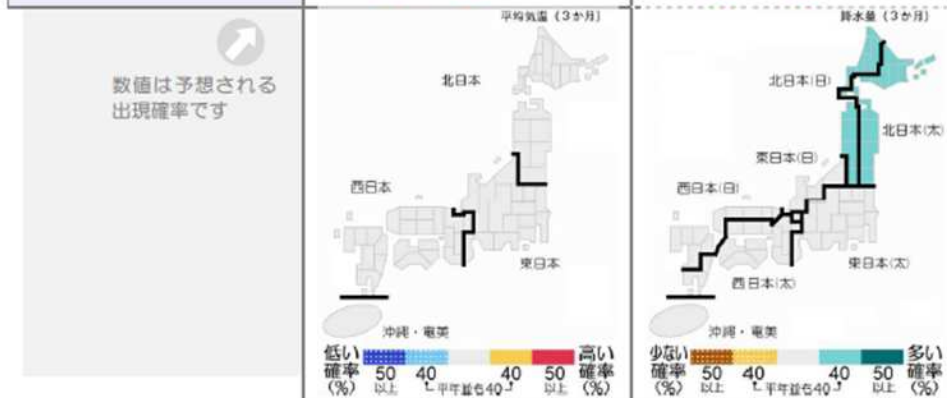 数値は予想される
出現確率です
平均気温（3か月）
北日本
西日本
東日本
沖縄・奄美
低い
確率
(%)
50
以上
40
平年並も40
40
50
以上
高い
確率
(%)
降水量（3か月）
北日本(日)
北日本(太)
東日本(日)
西日本(日)
東日本(太)
西日本(太)
沖縄・奄美
少ない
確率
(%)
50
以上
40
平年並も40
40
50
以上
多い
確率
(%)